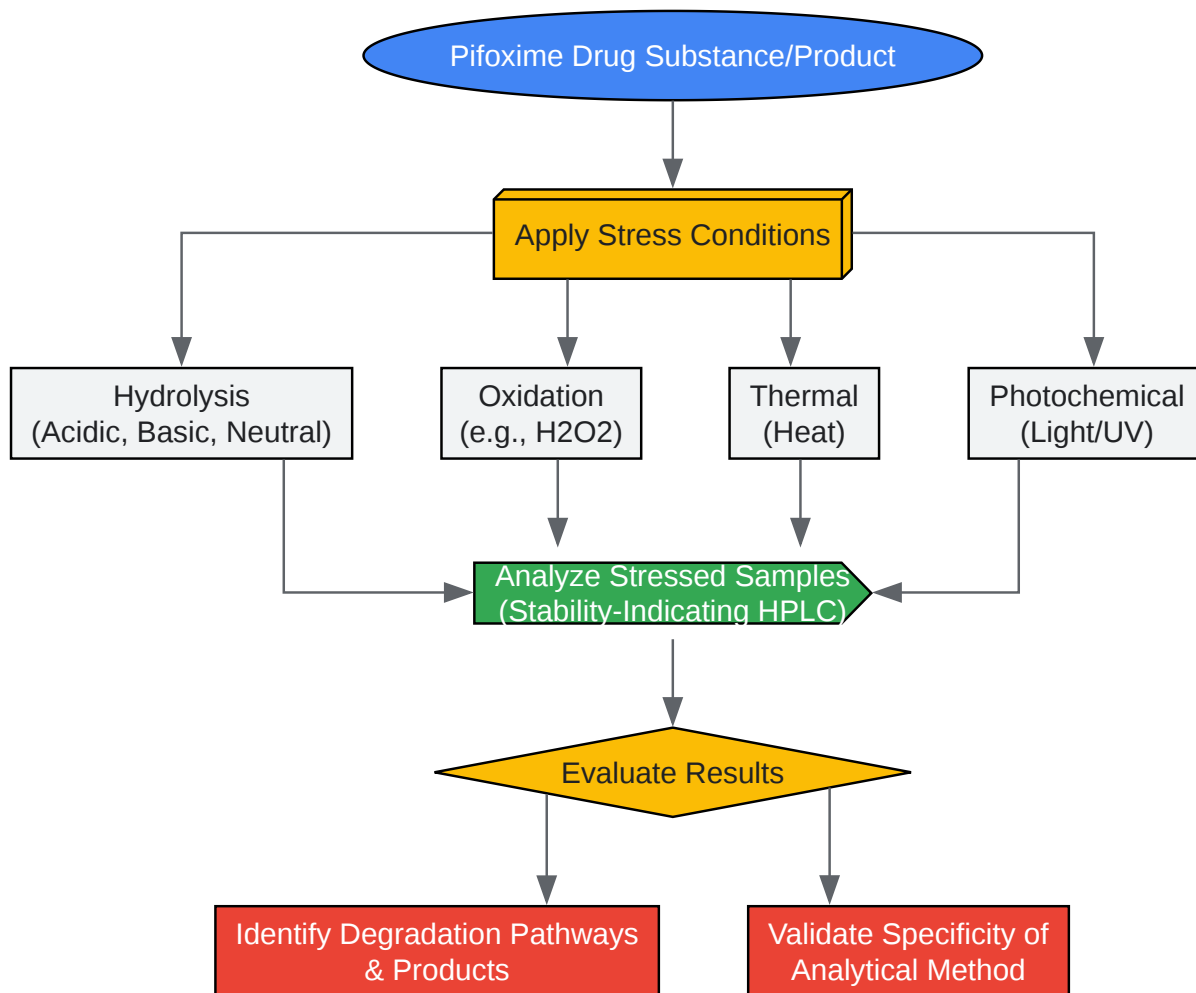 Pifoxime Drug Substance/Product
Apply Stress Conditions
Hydrolysis
(Acidic, Basic, Neutral)
Oxidation
(e.g., H2O2)
Thermal
(Heat)
Photochemical
(Light/UV)
Analyze Stressed Samples
(Stability-Indicating HPLC)
Evaluate Results
Identify Degradation Pathways
& Products
Validate Specificity of
Analytical Method